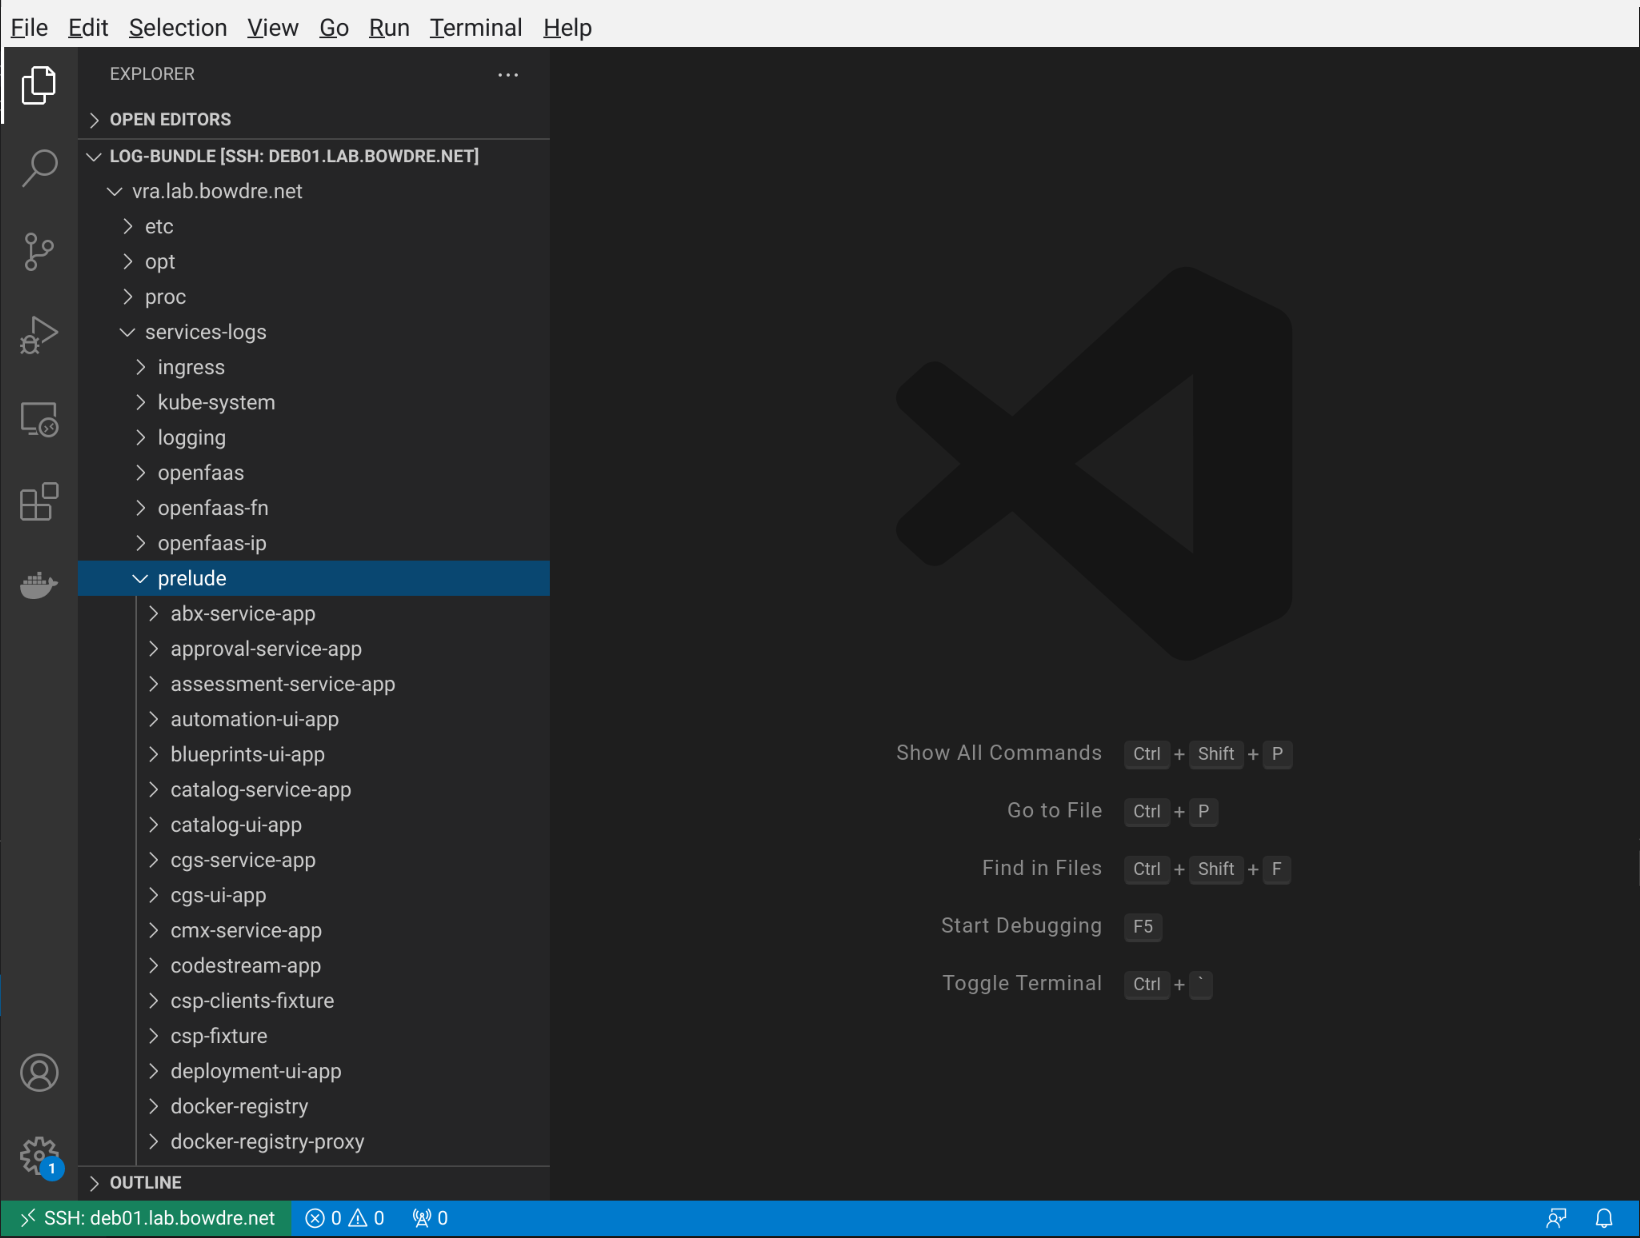 File Edit Selection View Go Run Terminal Help
EXPLORER ...
OPEN EDITORS
LOG-BUNDLE [SSH: DEB01.LAB.BOWDRE.NET]
vra.lab.bowdre.net
etc
opt
proc
services-logs
ingress
kube-system
logging
openfaas
openfaas-fn
openfaas-ip
prelude
abx-service-app
approval-service-app
assessment-service-app
automation-ui-app
blueprints-ui-app
catalog-service-app
catalog-ui-app
cgs-service-app
cgs-ui-app
cmx-service-app
codestream-app
csp-clients-fixture
csp-fixture
deployment-ui-app
docker-registry
docker-registry-proxy
OUTLINE
Show All Commands Ctrl + Shift + P
Go to File Ctrl + P
Find in Files Ctrl + Shift + F
Start Debugging F5
Toggle Terminal Ctrl + `
1
SSH: deb01.lab.bowdre.net 0 0 0